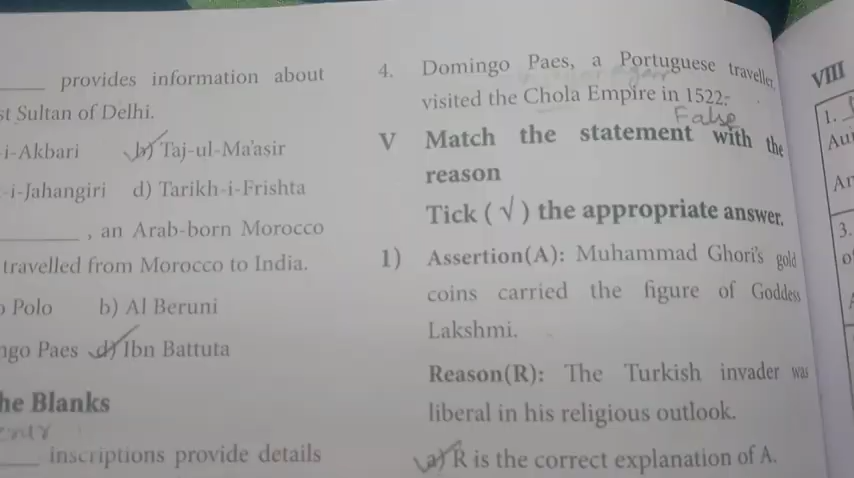 provides information about
st Sultan of Delhi.
i-Akbari b) Taj-ul-Ma'asir
-i-Jahangiri d) Tarikh-i-Frishta
, an Arab-born Morocco
travelled from Morocco to India.
o Polo b) Al Beruni
ngo Paes d) Ibn Battuta
he Blanks
inscriptions provide details
4. Domingo Paes, a Portuguese traveller,
visited the Chola Empire in 1522.
False
V Match the statement with the
reason
Tick (√) the appropriate answer.
1) Assertion(A): Muhammad Ghori's gold
coins carried the figure of Goddess
Lakshmi.
Reason(R): The Turkish invader was
liberal in his religious outlook.
a) R is the correct explanation of A.
VIII
1.
Au
Ar
3.